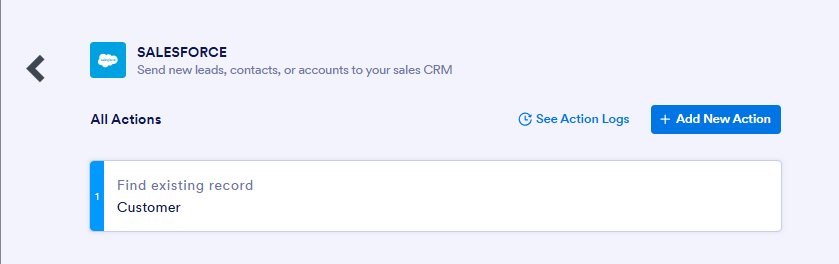 SALESFORCE
Send new leads, contacts, or accounts to your sales CRM
All Actions
See Action Logs
+ Add New Action
1
Find existing record
Customer